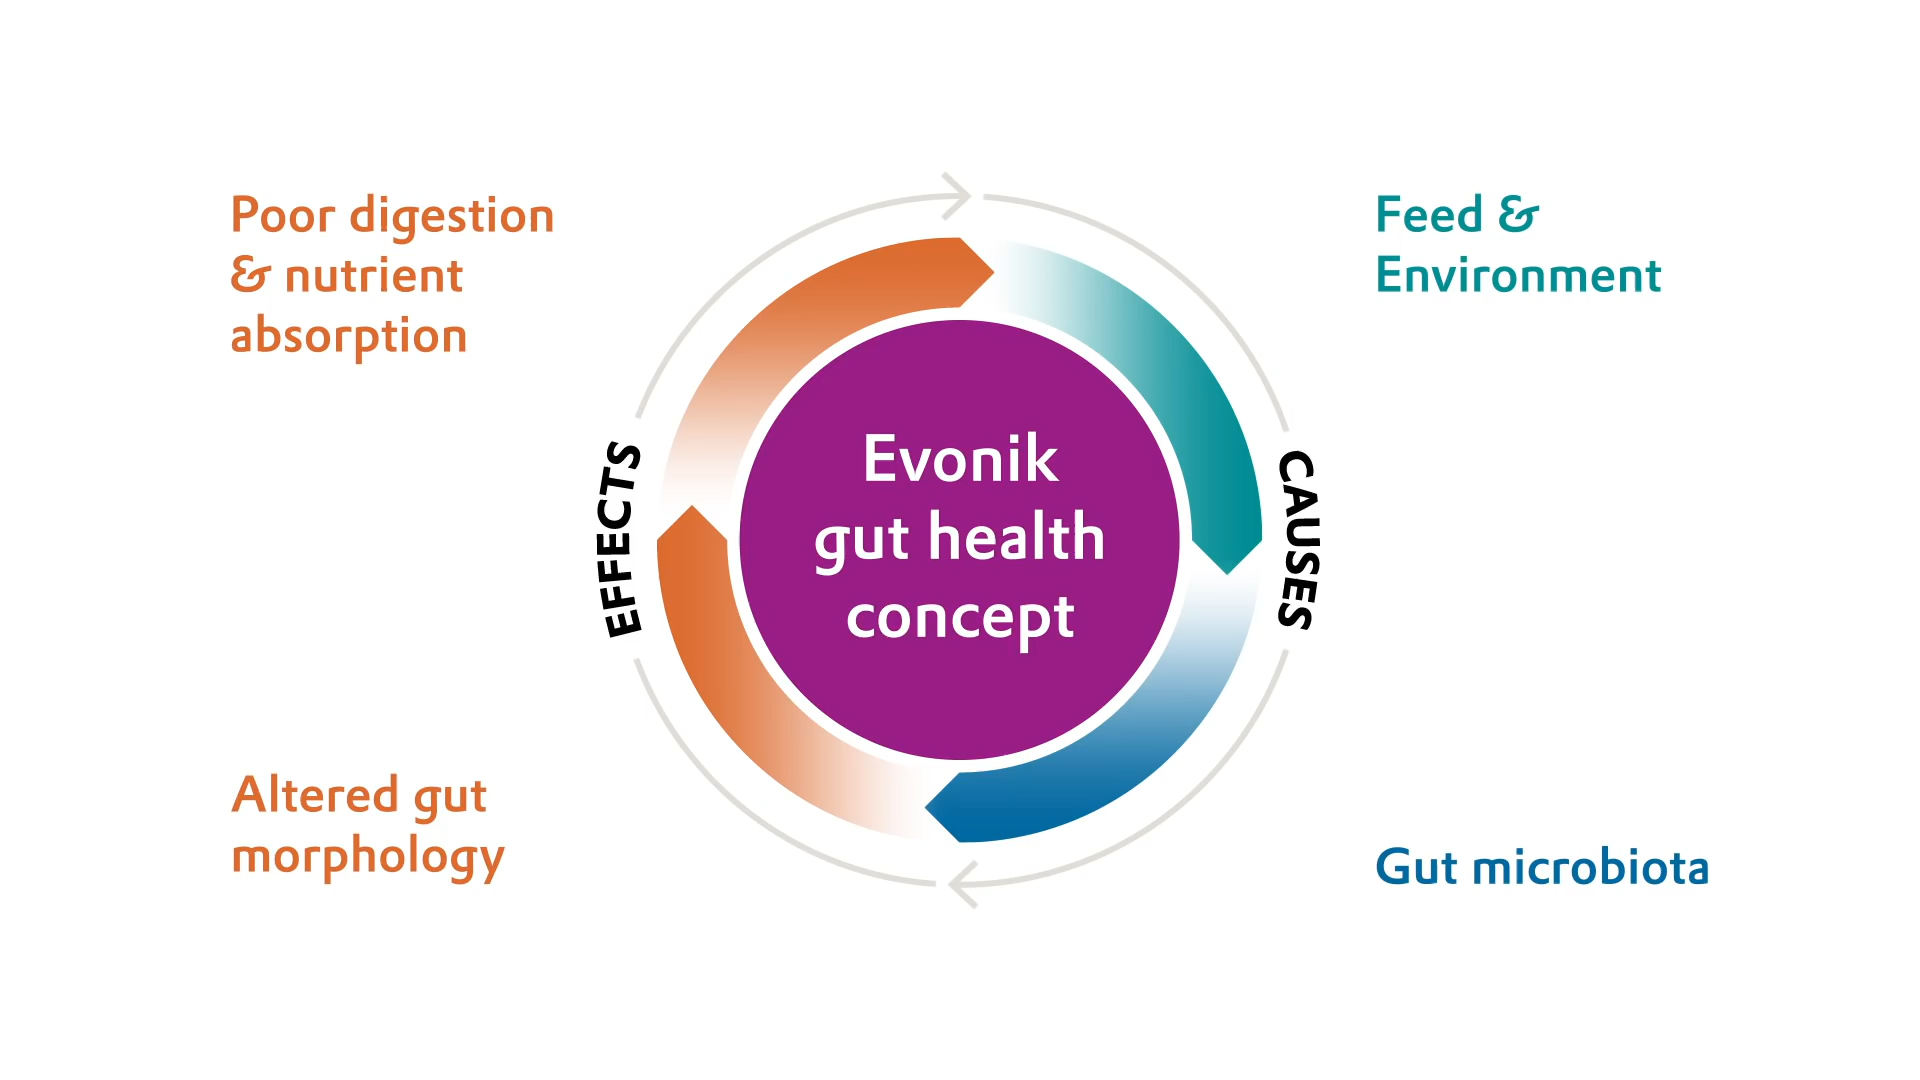 Poor digestion
& nutrient
absorption
Feed &
Environment
EFFECTS
Evonik
gut health
concept
CAUSES
Altered gut
morphology
Gut microbiota